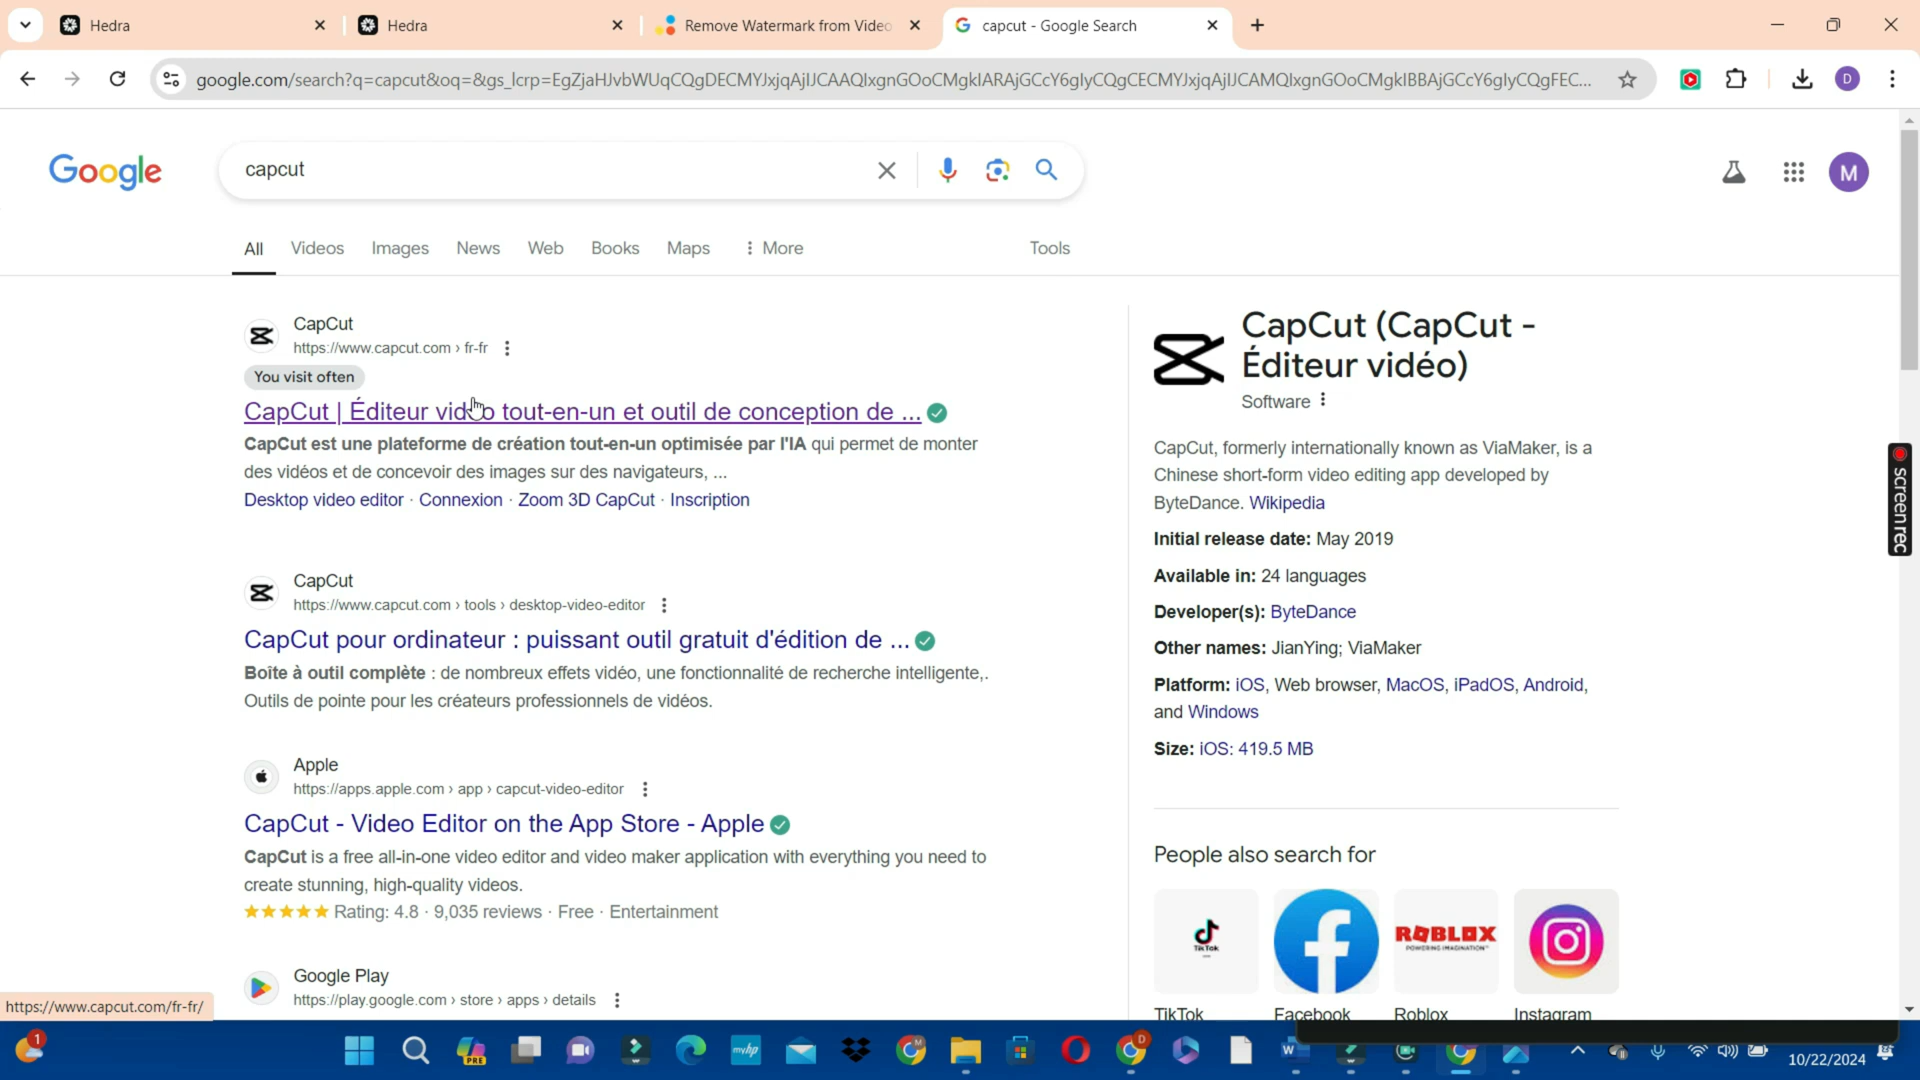 Hedra
Hedra
Remove Watermark from Video
capcut - Google Search
google.com/search?q=capcut&oq=&gs_lcrp=EgZjaHJvbWUqCQgDECMYJxjqAjIJCAAQIxgnGOoCMgkIARAjGCcY6gIyCQgCECMYJxjqAjIJCAMQIxgnGOoCMgkIBBAjGCcY6gIyCQgFEC...
D
Google
capcut
M
All
Videos
Images
News
Web
Books
Maps
More
Tools
CapCut
https://www.capcut.com › fr-fr
You visit often
CapCut | Éditeur vidéo tout-en-un et outil de conception de ...
CapCut est une plateforme de création tout-en-un optimisée par l'IA qui permet de monter
des vidéos et de concevoir des images sur des navigateurs, ...
Desktop video editor · Connexion · Zoom 3D CapCut · Inscription
CapCut
https://www.capcut.com › tools › desktop-video-editor
CapCut pour ordinateur : puissant outil gratuit d'édition de ...
Boîte à outil complète : de nombreux effets vidéo, une fonctionnalité de recherche intelligente,.
Outils de pointe pour les créateurs professionnels de vidéos.
Apple
https://apps.apple.com › app › capcut-video-editor
CapCut - Video Editor on the App Store - Apple
CapCut is a free all-in-one video editor and video maker application with everything you need to
create stunning, high-quality videos.
Rating: 4.8 · 9,035 reviews · Free · Entertainment
Google Play
https://play.google.com › store › apps › details
https://www.capcut.com/fr-fr/
CapCut (CapCut -
Éditeur vidéo)
Software
CapCut, formerly internationally known as ViaMaker, is a
Chinese short-form video editing app developed by
ByteDance. Wikipedia
Initial release date: May 2019
Available in: 24 languages
Developer(s): ByteDance
Other names: JianYing; ViaMaker
Platform: iOS, Web browser, MacOS, iPadOS, Android,
and Windows
Size: iOS: 419.5 MB
People also search for
TikTok
ROBLOX
POWERING IMAGINATION
TikTok
Facebook
Roblox
Instagram
screenrec
1
PRE
myhp
M
D
W
10/22/2024